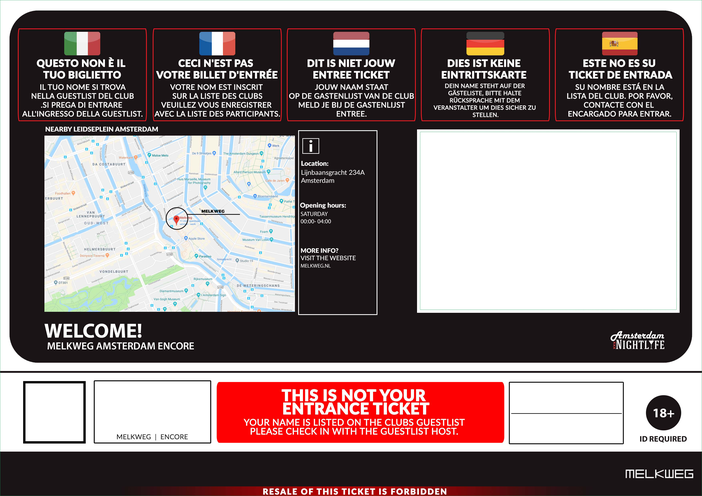 QUESTO NON È IL
TUO BIGLIETTO
IL TUO NOME SI TROVA
NELLA GUESTLIST DEL CLUB
.SI PREGA DI ENTRARE
ALL'INGRESSO DELLA GUESTLIST.
CECI N'EST PAS
VOTRE BILLET D'ENTRÉE
VOTRE NOM EST INSCRIT
SUR LA LISTE DES CLUBS
VEUILLEZ VOUS ENREGISTRER
AVEC LA LISTE DES PARTICIPANTS.
DIT IS NIET JOUW
ENTREE TICKET
JOUW NAAM STAAT
OP DE GASTENLIJST VAN DE CLUB
MELD JE BIJ DE GASTENLIJST
ENTREE.
DIES IST KEINE
EINTRITTSKARTE
DEIN NAME STEHT AUF DER
GÄSTELISTE, BITTE HALTE
RÜCKSPRACHE MIT DEM
VERANSTALTER UM DIES SICHER ZU
STELLEN.
ESTE NO ES SU
TICKET DE ENTRADA
SU NOMBRE ESTÁ EN LA
LISTA DEL CLUB. POR FAVOR,
CONTACTE CON EL
ENCARGADO PARA ENTRAR.
NEARBY LEIDSEPLEIN AMSTERDAM
MELKWEG
i
Location:
Lijnbaansgracht 234A
Amsterdam
Opening hours:
SATURDAY
00:00- 04:00
MORE INFO?
VISIT THE WEBSITE
MELKWEG.NL
WELCOME!
MELKWEG AMSTERDAM ENCORE
Amsterdam
NIGHTLIFE
MELKWEG | ENCORE
THIS IS NOT YOUR
ENTRANCE TICKET
YOUR NAME IS LISTED ON THE CLUBS GUESTLIST
PLEASE CHECK IN WITH THE GUESTLIST HOST.
18+
ID REQUIRED
MELKWEG
RESALE OF THIS TICKET IS FORBIDDEN